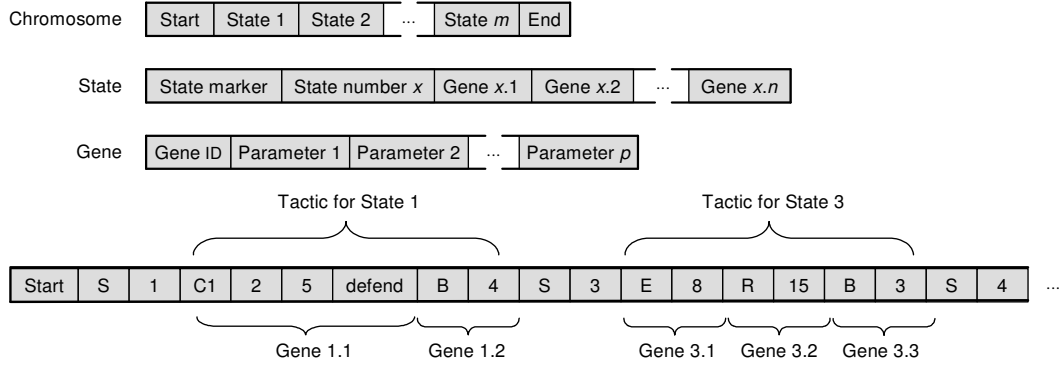 Chromosome Start State 1 State 2 ... State m End
State State marker State number x Gene x.1 Gene x.2 ... Gene x.n
Gene Gene ID Parameter 1 Parameter 2 ... Parameter p
Tactic for State 1 Tactic for State 3
Start S 1 C1 2 5 defend B 4 S 3 E 8 R 15 B 3 S 4 ...
Gene 1.1 Gene 1.2 Gene 3.1 Gene 3.2 Gene 3.3